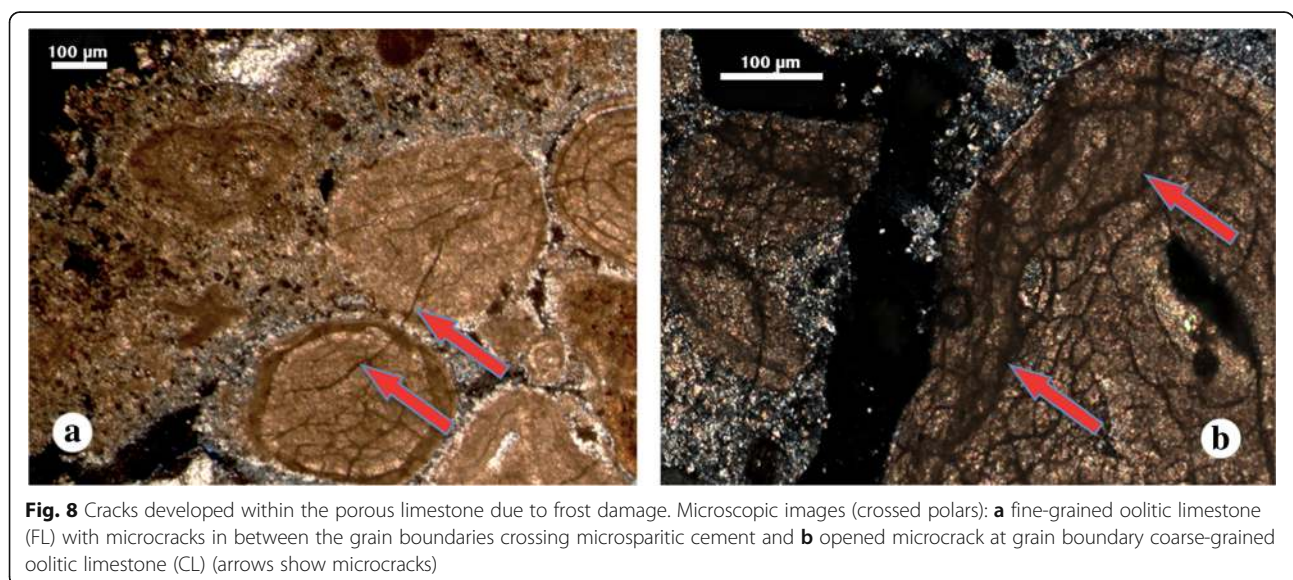 100 µm
100 µm
a
b
Fig. 8 Cracks developed within the porous limestone due to frost damage. Microscopic images (crossed polars): a fine-grained oolitic limestone
(FL) with microcracks in between the grain boundaries crossing microsparitic cement and b opened microcrack at grain boundary coarse-grained
oolitic limestone (CL) (arrows show microcracks)